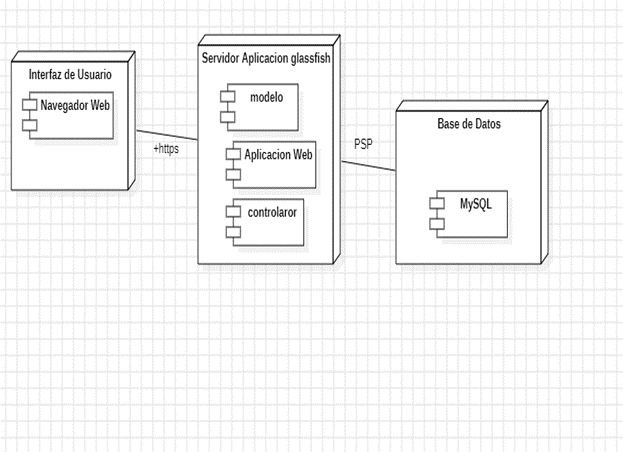 Interfaz de Usuario
Navegador Web
+https
Servidor Aplicacion glassfish
modelo
Aplicacion Web
controlaror
PSP
Base de Datos
MySQL